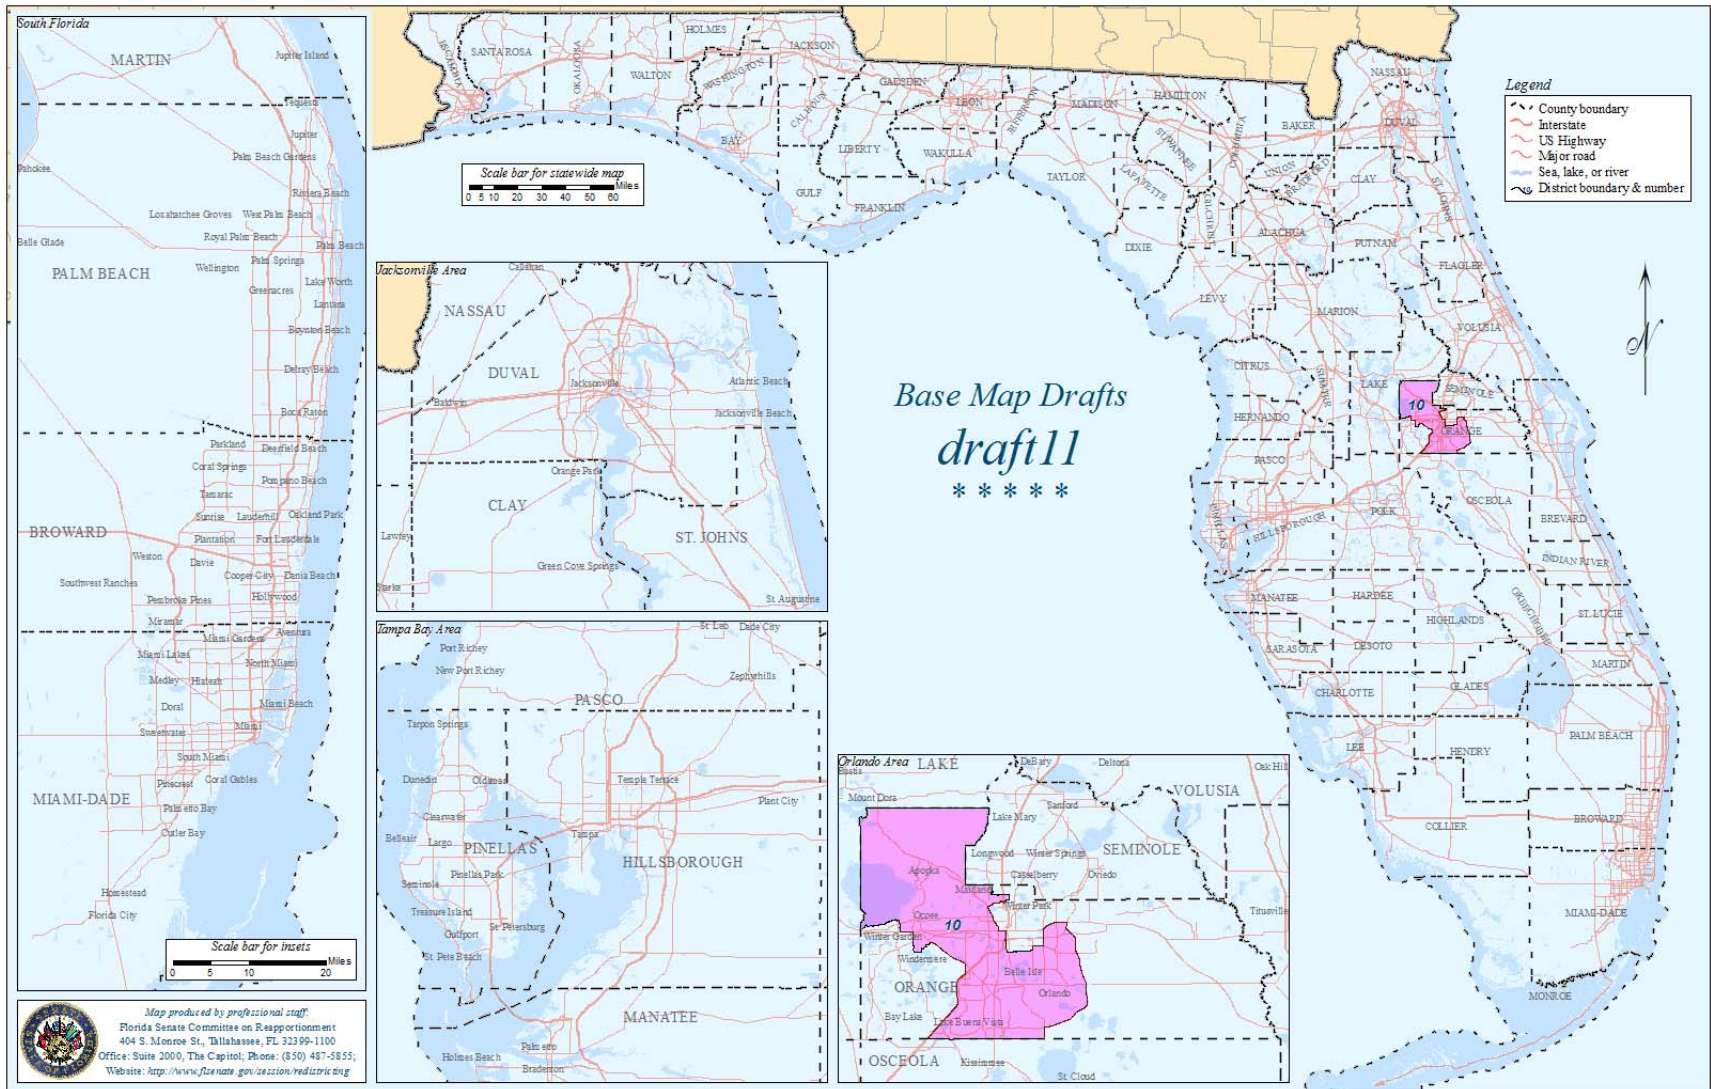 South Florida
MARTIN
Jupiter Island
Tequesta
Jupiter
Palm Beach Gardens
Pahokee
Riviera Beach
Loxahatchee Groves
West Palm Beach
Royal Palm Beach
Belle Glade
Palm Beach
PALM BEACH
Wellington
Palm Springs
Lake Worth
Greenacres
Lantana
Boynton Beach
Delray Beach
Boca Raton
Parkland
Deerfield Beach
Coral Springs
Pompano Beach
Tamarac
Sunrise
Lauderhill
Oakland Park
BROWARD
Plantation
Fort Lauderdale
Weston
Davie
Southwest Ranches
Cooper City
Dania Beach
Pembroke Pines
Hollywood
Miramar
Miami Gardens
Aventura
Miami Lakes
North Miami
Medley
Hialeah
Doral
Miami Beach
Sweetwater
Miami
South Miami
Pinecrest
Coral Gables
MIAMI-DADE
Palmetto Bay
Cutler Bay
Homestead
Florida City
Scale bar for insets
0 5 10 20 Miles
Map produced by professional staff:
Florida Senate Committee on Reapportionment
404 S. Monroe St., Tallahassee, FL 32399-1100
Office: Suite 2000, The Capitol; Phone: (850) 487-5855;
Website: http://www.flsenate.gov/session/redistricting
ESCAMBIA
SANTA ROSA
OKALOOSA
WALTON
HOLMES
WASHINGTON
JACKSON
BAY
CALHOUN
GULF
LIBERTY
GADSDEN
FRANKLIN
LEON
WAKULLA
JEFFERSON
MADISON
TAYLOR
HAMILTON
SUWANNEE
LAFAYETTE
DIXIE
COLUMBIA
GILCHRIST
BAKER
UNION
BRADFORD
NASSAU
DUVAL
CLAY
ST. JOHNS
ALACHUA
PUTNAM
FLAGLER
LEVY
MARION
VOLUSIA
CITRUS
SUMTER
LAKE
SEMINOLE
10
HERNANDO
ORANGE
PASCO
OSCEOLA
PINELLAS
HILLSBOROUGH
POLK
BREVARD
INDIAN RIVER
MANATEE
HARDEE
OKEECHOBEE
ST. LUCIE
HIGHLANDS
SARASOTA
DESOTO
MARTIN
CHARLOTTE
GLADES
LEE
HENDRY
PALM BEACH
COLLIER
BROWARD
MIAMI-DADE
MONROE
Scale bar for statewide map
0 5 10 20 30 40 50 60 Miles
Legend
County boundary
Interstate
US Highway
Major road
Sea, lake, or river
District boundary & number
N
Base Map Drafts
draft11
* * * * *
Jacksonville Area
Callahan
NASSAU
DUVAL
Jacksonville
Atlantic Beach
Baldwin
Jacksonville Beach
Orange Park
CLAY
Lawtey
ST. JOHNS
Green Cove Springs
Starke
St. Augustine
Tampa Bay Area
St. Leo
Dade City
Port Richey
New Port Richey
Zephyrhills
PASCO
Tarpon Springs
Dunedin
Oldsmar
Temple Terrace
Plant City
Clearwater
Tampa
Belleair
Largo
PINELLAS
HILLSBOROUGH
Pinellas Park
Seminole
Treasure Island
St. Petersburg
Gulfport
St. Pete Beach
MANATEE
Palmetto
Holmes Beach
Bradenton
Orlando Area
LAKE
DeBary
Deltona
Oak Hill
Eustis
Mount Dora
VOLUSIA
Sanford
Lake Mary
Longwood
Winter Springs
SEMINOLE
Apopka
Casselberry
Oviedo
Maitland
Winter Park
Ocoee
10
Titusville
Winter Garden
Windermere
Belle Isle
ORANGE
Orlando
Bay Lake
Lake Buena Vista
OSCEOLA
Kissimmee
St. Cloud